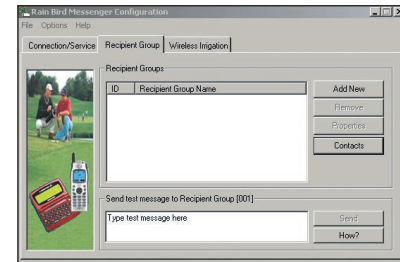 Rain Bird Messenger Configuration
File Options Help
Connection/Service Recipient Group Wireless Irrigation
Recipient Groups
ID Recipient Group Name
Add New
Remove
Properties
Contacts
Send test message to Recipient Group [001]
Type test message here
Send
How?